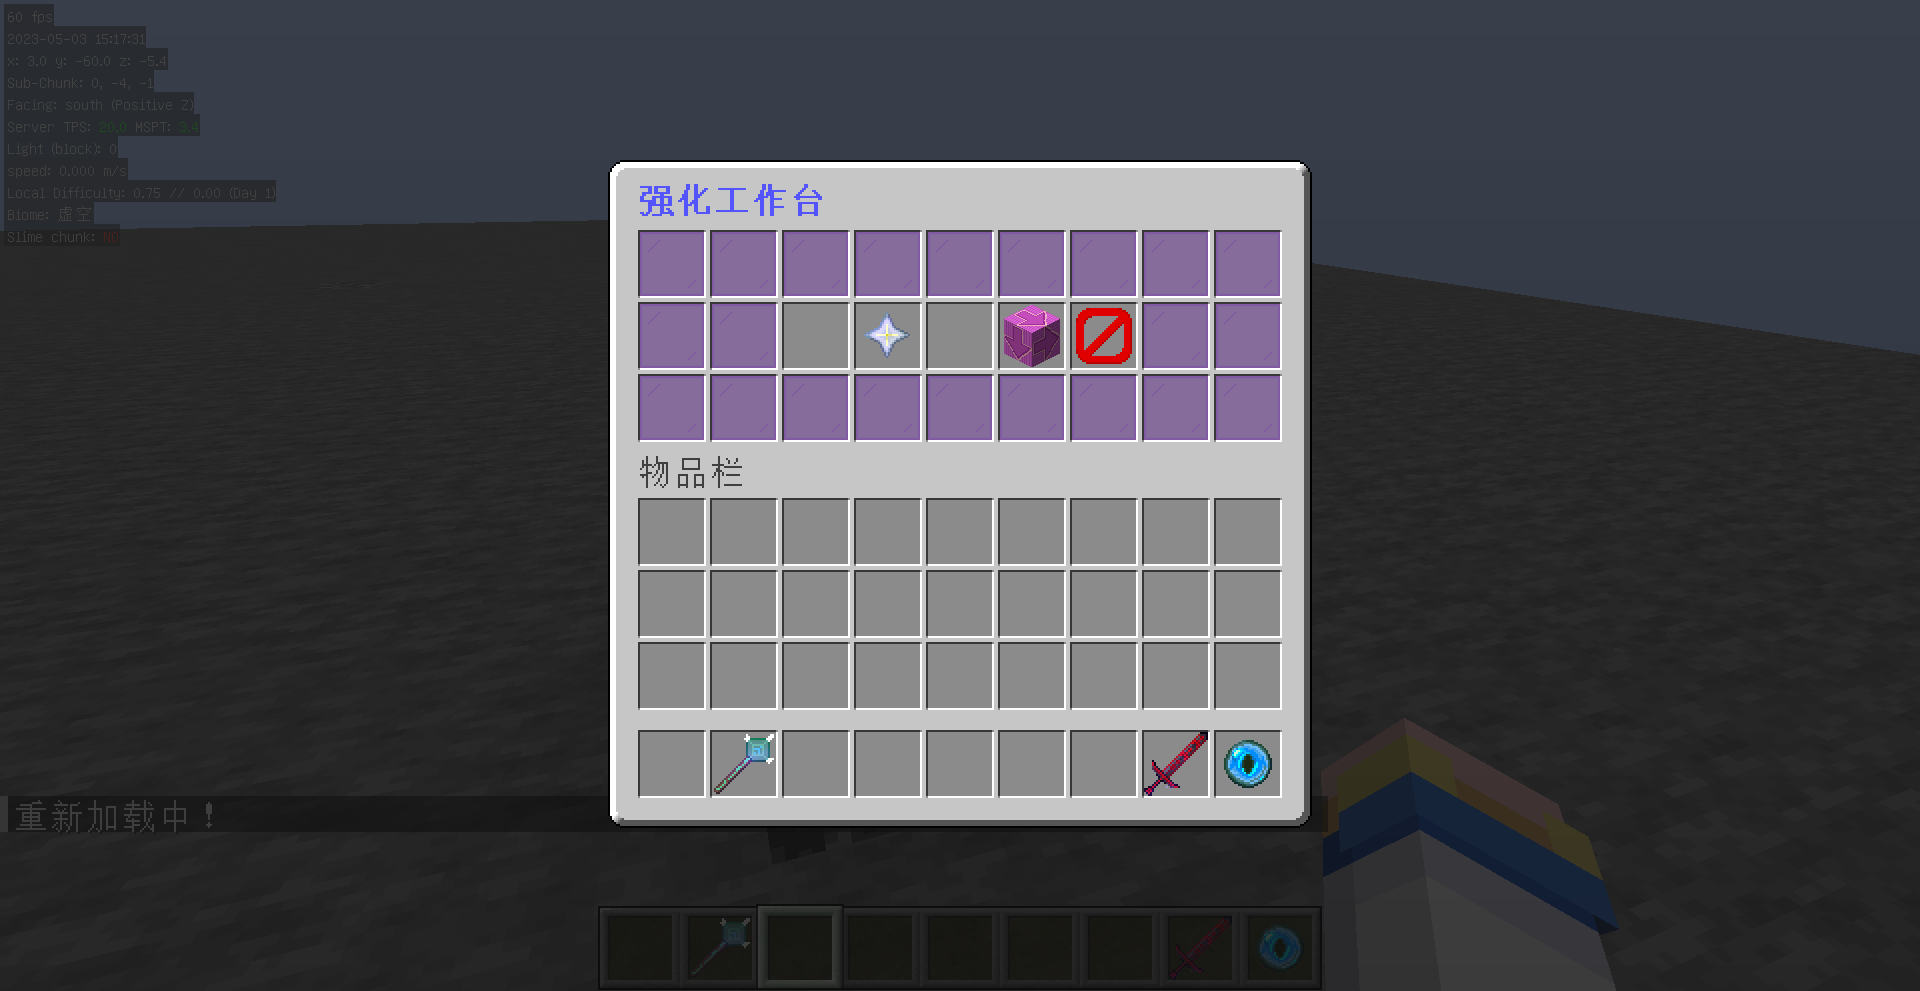 60 fps
2023-05-03 15:17:31
x: 3.0 y: -60.0 z: -5.4
Sub-Chunk: 0, -4, -1
Facing: south (Positive Z)
Server TPS: 20.0 MSPT: 3.4
Light (block): 0
speed: 0.000 m/s
Local Difficulty: 0.75 // 0.00 (Day 1)
Biome: 虚空
Slime chunk: NO
强化工作台
物品栏
重新加载中！